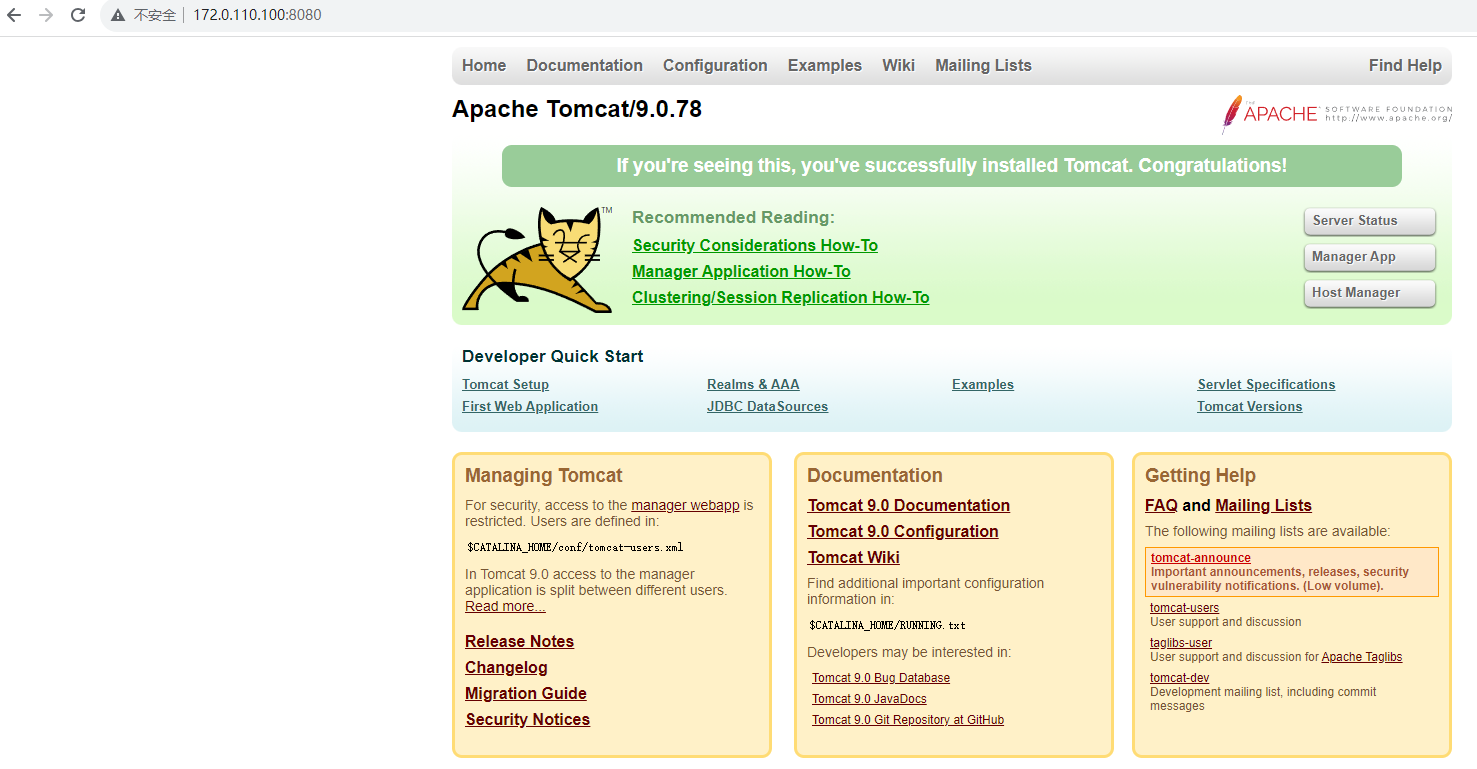 不安全 172.0.110.100:8080
Home Documentation Configuration Examples Wiki Mailing Lists Find Help
Apache Tomcat/9.0.78
THE APACHE SOFTWARE FOUNDATION
http://www.apache.org/
If you're seeing this, you've successfully installed Tomcat. Congratulations!
TM
Recommended Reading:
Security Considerations How-To
Manager Application How-To
Clustering/Session Replication How-To
Server Status
Manager App
Host Manager
Developer Quick Start
Tomcat Setup
First Web Application
Realms & AAA
JDBC DataSources
Examples
Servlet Specifications
Tomcat Versions
Managing Tomcat
For security, access to the manager webapp is
restricted. Users are defined in:
$CATALINA_HOME/conf/tomcat-users.xml
In Tomcat 9.0 access to the manager
application is split between different users.
Read more...
Release Notes
Changelog
Migration Guide
Security Notices
Documentation
Tomcat 9.0 Documentation
Tomcat 9.0 Configuration
Tomcat Wiki
Find additional important configuration
information in:
$CATALINA_HOME/RUNNING.txt
Developers may be interested in:
Tomcat 9.0 Bug Database
Tomcat 9.0 JavaDocs
Tomcat 9.0 Git Repository at GitHub
Getting Help
FAQ and Mailing Lists
The following mailing lists are available:
tomcat-announce
Important announcements, releases, security
vulnerability notifications. (Low volume).
tomcat-users
User support and discussion
taglibs-user
User support and discussion for Apache Taglibs
tomcat-dev
Development mailing list, including commit
messages